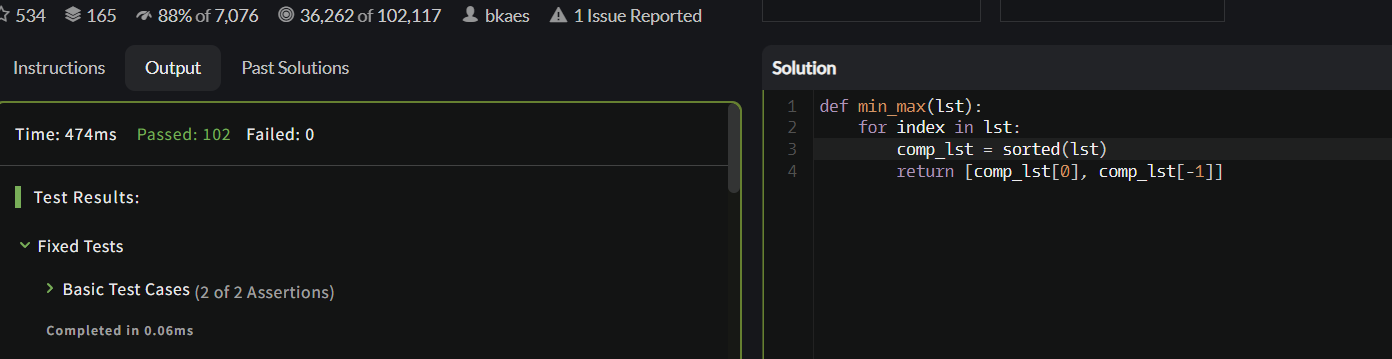 534 165 88% of 7,076 36,262 of 102,117 bkaes 1 Issue Reported
Instructions Output Past Solutions
Time: 474ms Passed: 102 Failed: 0
Test Results:
Fixed Tests
Basic Test Cases (2 of 2 Assertions)
Completed in 0.06ms
Solution
1 def min_max(lst):
2     for index in lst:
3         comp_lst = sorted(lst)
4         return [comp_lst[0], comp_lst[-1]]